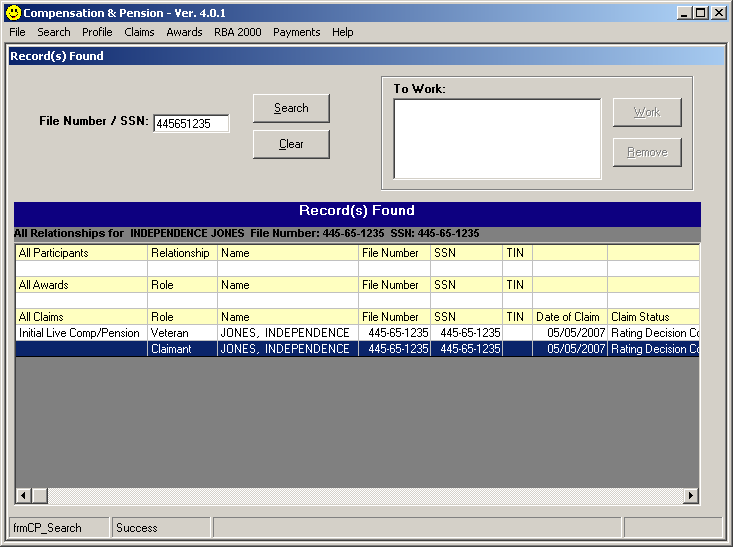 Compensation & Pension - Ver. 4.0.1
File Search Profile Claims Awards RBA 2000 Payments Help
Record(s) Found
To Work:
File Number / SSN: 445651235 Search Work
Clear Remove
Record(s) Found
All Relationships for INDEPENDENCE JONES File Number: 445-65-1235 SSN: 445-65-1235
All Participants Relationship Name File Number SSN TIN
All Awards Role Name File Number SSN TIN
All Claims Role Name File Number SSN TIN Date of Claim Claim Status
Initial Live Comp/Pension Veteran JONES, INDEPENDENCE 445-65-1235 445-65-1235 05/05/2007 Rating Decision Co
Claimant JONES, INDEPENDENCE 445-65-1235 445-65-1235 05/05/2007 Rating Decision Co
frmCP_Search Success